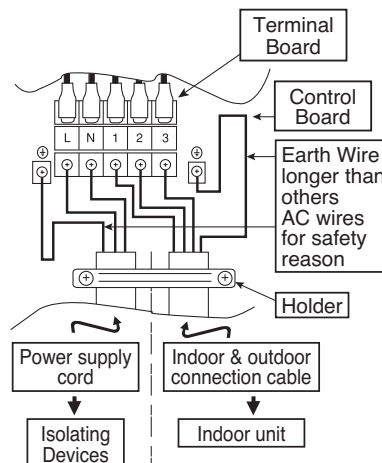 Terminal
Board
Control
Board
L N 1 2 3
Earth Wire
longer than
others
AC wires
for safety
reason
Holder
Power supply
cord
Indoor & outdoor
connection cable
Isolating
Devices
Indoor unit